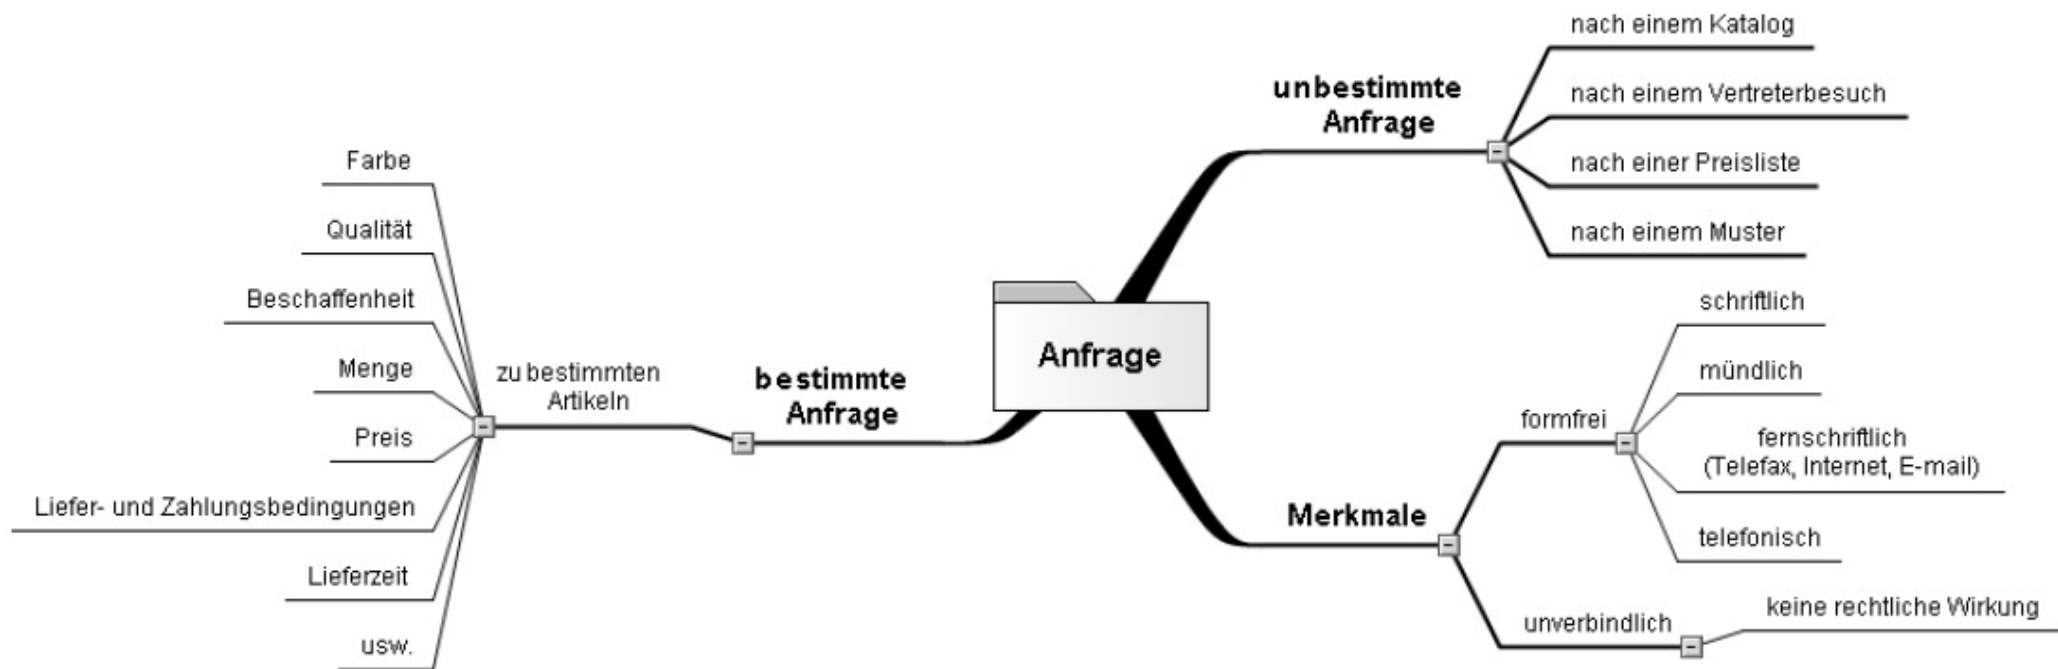 Anfrage
unbestimmte
Anfrage
nach einem Katalog
nach einem Vertreterbesuch
nach einer Preisliste
nach einem Muster
Merkmale
formfrei
schriftlich
mündlich
fernschriftlich
(Telefax, Internet, E-mail)
telefonisch
unverbindlich
keine rechtliche Wirkung
bestimmte
Anfrage
zu bestimmten
Artikeln
Farbe
Qualität
Beschaffenheit
Menge
Preis
Liefer- und Zahlungsbedingungen
Lieferzeit
usw.